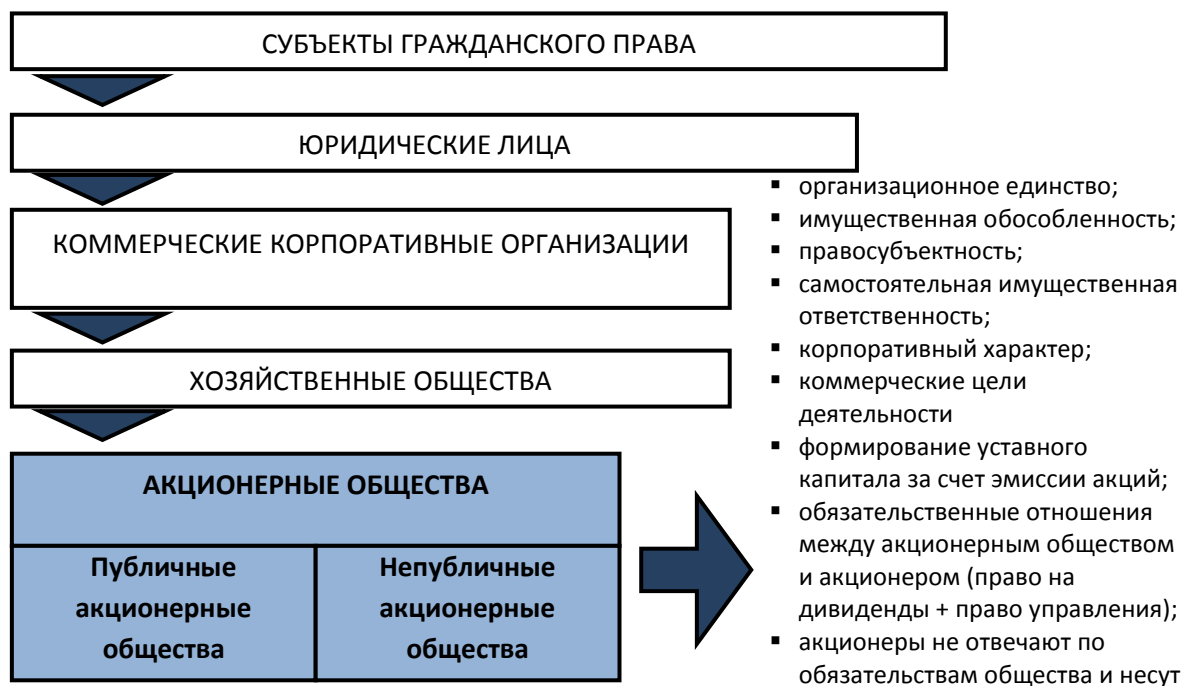 СУБЪЕКТЫ ГРАЖДАНСКОГО ПРАВА
ЮРИДИЧЕСКИЕ ЛИЦА
КОММЕРЧЕСКИЕ КОРПОРАТИВНЫЕ ОРГАНИЗАЦИИ
ХОЗЯЙСТВЕННЫЕ ОБЩЕСТВА
АКЦИОНЕРНЫЕ ОБЩЕСТВА
Публичные
акционерные
общества
Непубличные
акционерные
общества
▪ организационное единство;
▪ имущественная обособленность;
▪ правосубъектность;
▪ самостоятельная имущественная
ответственность;
▪ корпоративный характер;
▪ коммерческие цели
деятельности
▪ формирование уставного
капитала за счет эмиссии акций;
▪ обязательственные отношения
между акционерным обществом
и акционером (право на
дивиденды + право управления);
▪ акционеры не отвечают по
обязательствам общества и несут